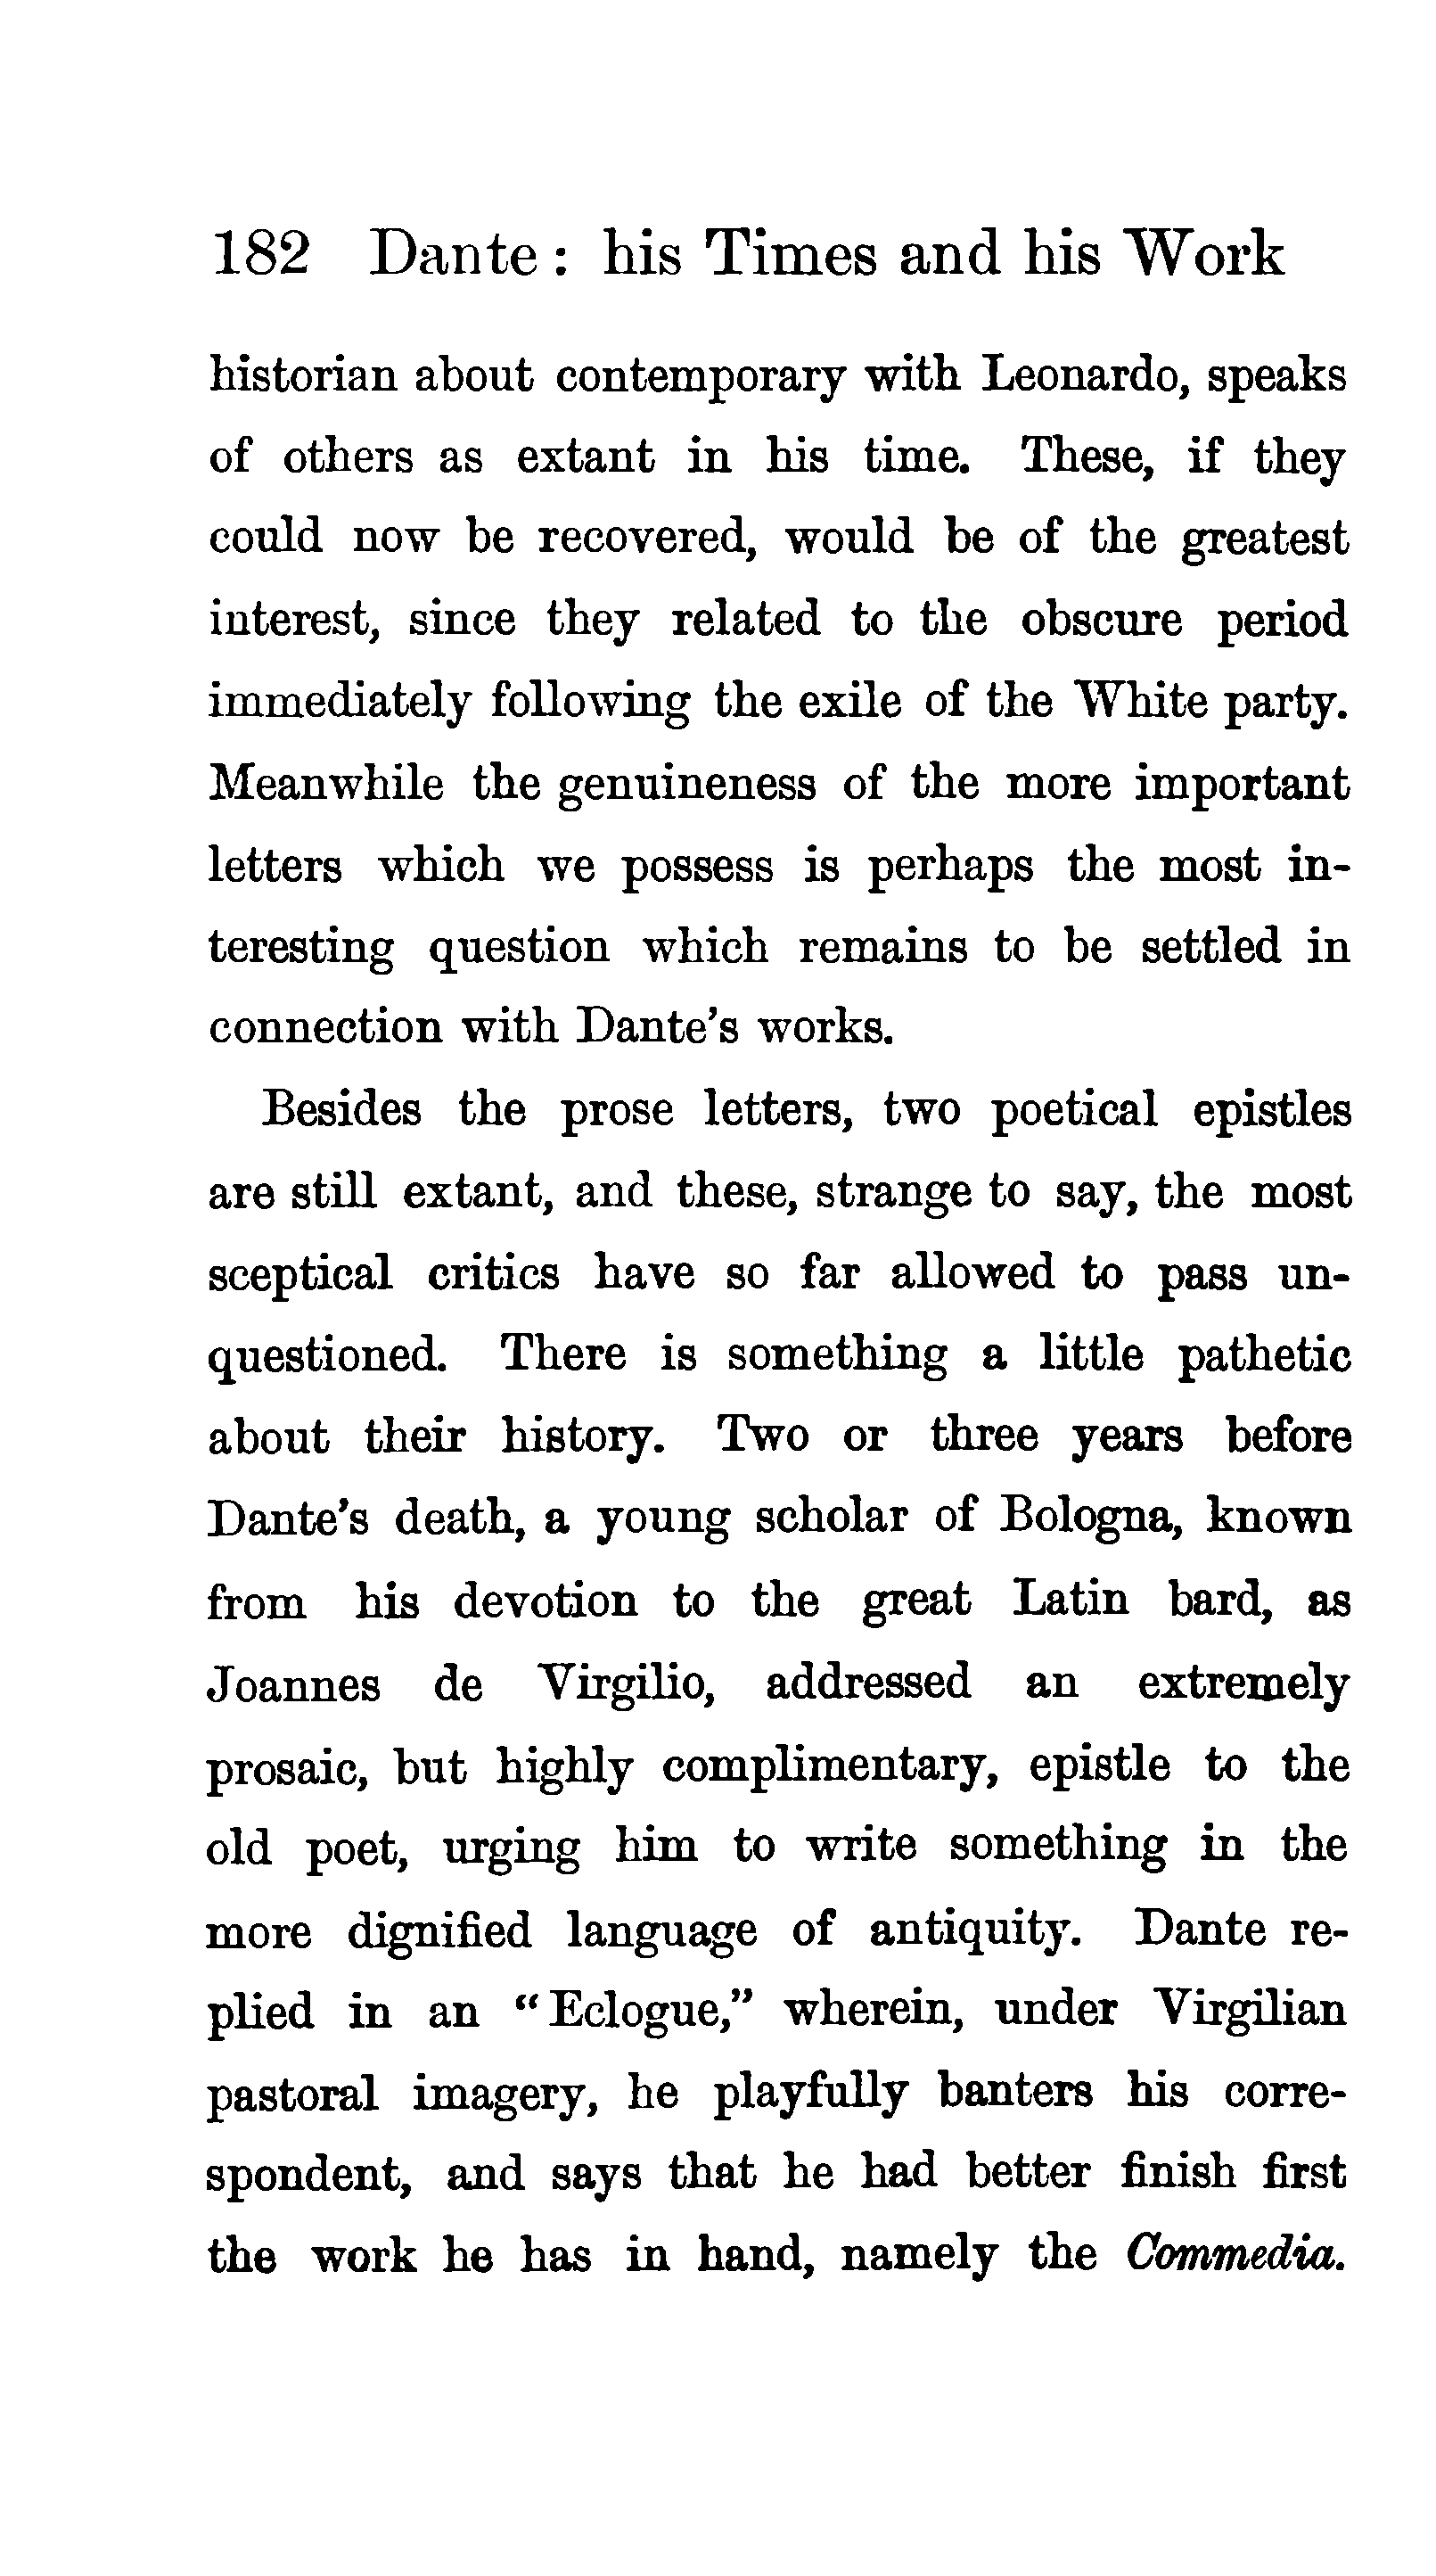 182 Dante: his Times and his Work
historian about contemporary with Leonardo, speaks
of others as extant in his time. These, if they
could now be recovered, would be of the greatest
interest, since they related to the obscure period
immediately following the exile of the White party.
Meanwhile the genuineness of the more important
letters which we possess is perhaps the most in-
teresting question which remains to be settled in
connection with Dante's works.
Besides the prose letters, two poetical epistles
are still extant, and these, strange to say, the most
sceptical critics have so far allowed to pass un-
questioned. There is something a little pathetic
about their history. Two or three years before
Dante's death, a young scholar of Bologna, known
from his devotion to the great Latin bard, as
Joannes de Virgilio, addressed an extremely
prosaic, but highly complimentary, epistle to the
old poet, urging him to write something in the
more dignified language of antiquity. Dante re-
plied in an "Eclogue," wherein, under Virgilian
pastoral imagery, he playfully banters his corre-
spondent, and says that he had better finish first
the work he has in hand, namely the Commedia.